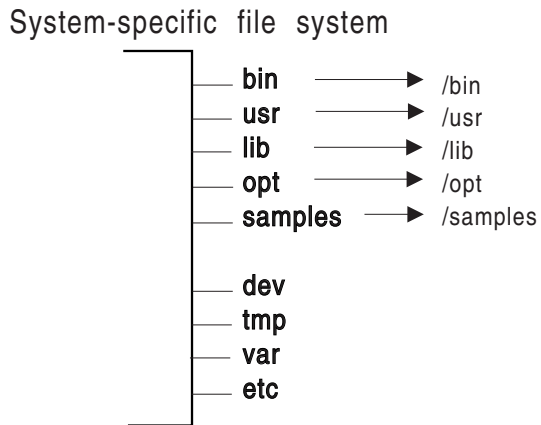 System-specific file system
bin /bin
usr /usr
lib /lib
opt /opt
samples /samples
dev
tmp
var
etc